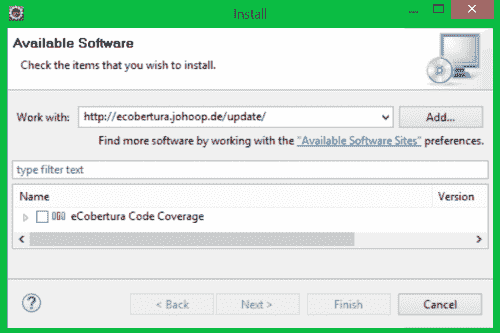 Install
Available Software
Check the items that you wish to install.
Work with: http://ecobertura.johoop.de/update/ Add...
Find more software by working with the "Available Software Sites" preferences.
type filter text
Name Version
eCobertura Code Coverage
? < Back Next > Finish Cancel